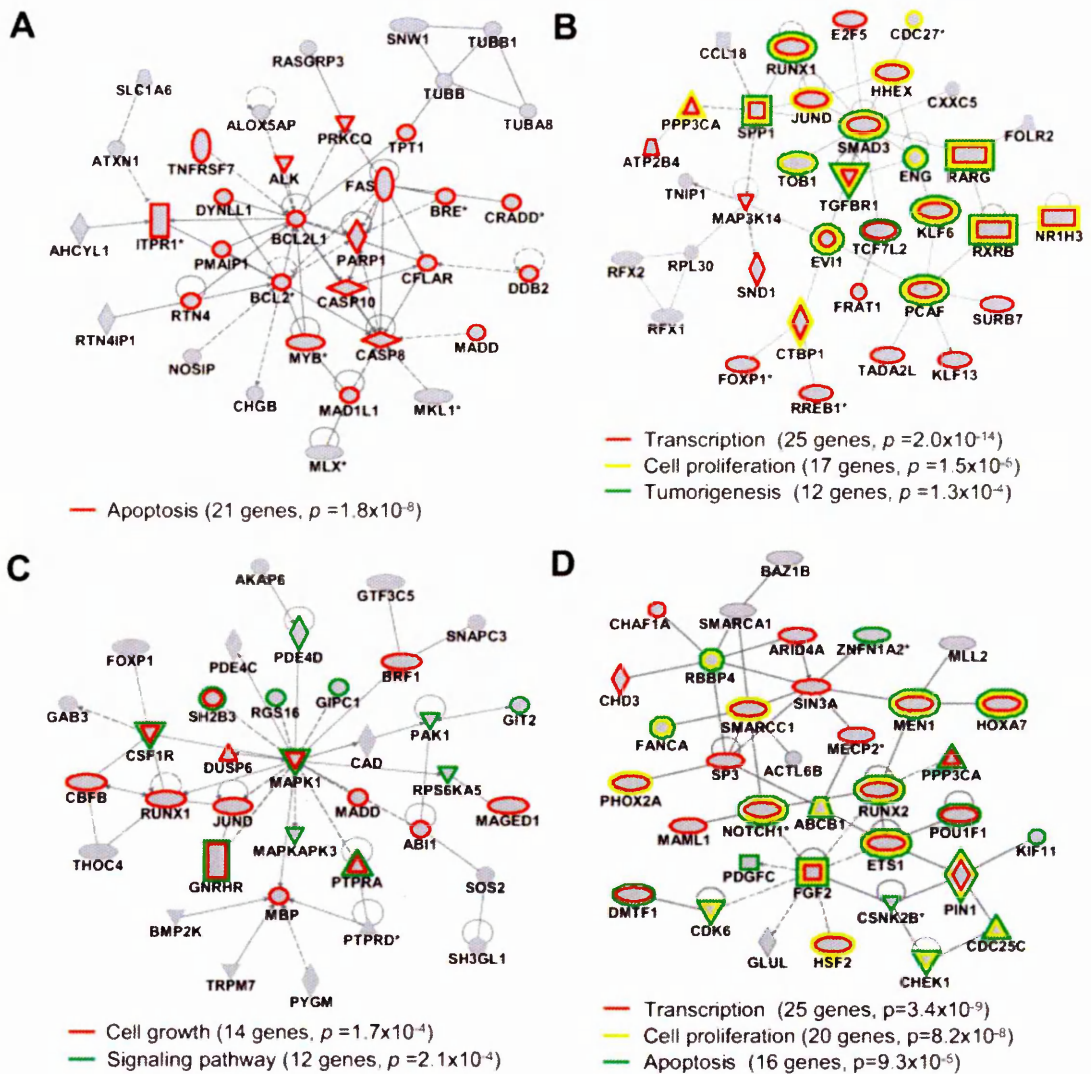 A
SNW1
TUBB1
RASGRP3
TUBB
SLC1A6
TUBA8
ALOX5AP
PRKCQ
TPT1
ATXN1
TNFRSF7
ALK
FAS
DYNLL1
BRE*
CRADD*
ITPR1*
BCL2L1
AHCYL1
PMAIP1
PARP1
CFLAR
BCL2*
CASP10
DDB2
RTN4
RTN4IP1
MADD
NOSIP
MYB*
CASP8
CHGB
MAD1L1
MKL1*
MLX*
Apoptosis (21 genes, p =1.8x10⁻⁸)
B
E2F5
CDC27*
CCL18
RUNX1
HHEX
PPP3CA
JUND
CXXC5
SPP1
FOLR2
ATP2B4
SMAD3
TOB1
ENG
RARG
TNIP1
TGFBR1
MAP3K14
KLF6
NR1H3
EVI1
TCF7L2
RXRB
RFX2
RPL30
SND1
FRAT1
PCAF
RFX1
SURB7
CTBP1
FOXP1*
TADA2L
KLF13
RREB1*
Transcription (25 genes, p =2.0x10⁻¹⁴)
Cell proliferation (17 genes, p =1.5x10⁻⁵)
Tumorigenesis (12 genes, p =1.3x10⁻⁴)
C
AKAP6
GTF3C5
SNAPC3
FOXP1
PDE4C
PDE4D
BRF1
GAB3
SH2B3
RGS16
GIPC1
GIT2
CSF1R
PAK1
DUSP6
MAPK1
CAD
CBFB
RPS6KA5
RUNX1
JUND
MADD
MAGED1
THOC4
MAPKAPK3
ABI1
GNRHR
PTPRA
SOS2
MBP
BMP2K
PTPRD*
SH3GL1
TRPM7
PYGM
Cell growth (14 genes, p =1.7x10⁻⁴)
Signaling pathway (12 genes, p =2.1x10⁻⁴)
D
BAZ1B
CHAF1A
SMARCA1
ARID4A
ZNFN1A2*
MLL2
RBBP4
CHD3
SIN3A
MEN1
HOXA7
FANCA
SMARCC1
MECP2*
SP3
ACTL6B
PPP3CA
PHOX2A
RUNX2
ABCB1
NOTCH1*
POU1F1
MAML1
ETS1
KIF11
PDGFC
FGF2
DMTF1
CDK6
CSNK2B*
PIN1
GLUL
HSF2
CDC25C
CHEK1
Transcription (25 genes, p=3.4x10⁻⁹)
Cell proliferation (20 genes, p=8.2x10⁻⁸)
Apoptosis (16 genes, p=9.3x10⁻⁵)